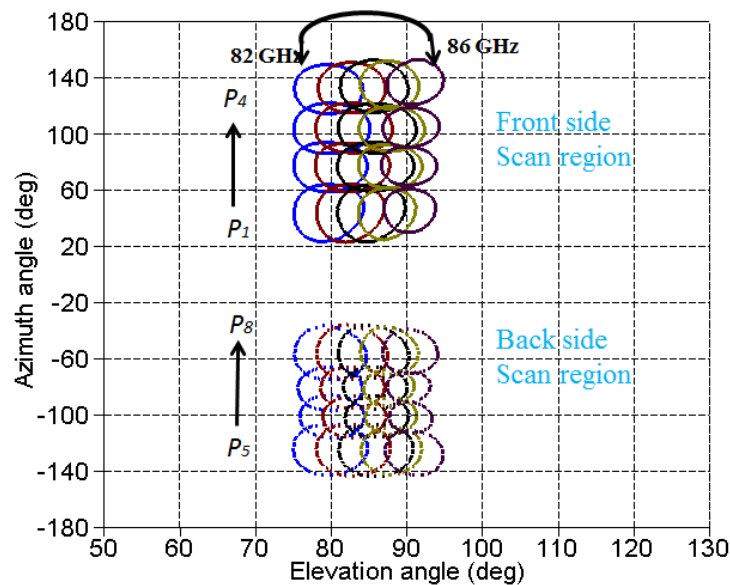 180
140
100
60
20
-20
-60
-100
-140
-180
Azimuth angle (deg)
82 GHz
86 GHz
P4
P1
Front side
Scan region
P8
P5
Back side
Scan region
50 60 70 80 90 100 110 120 130
Elevation angle (deg)